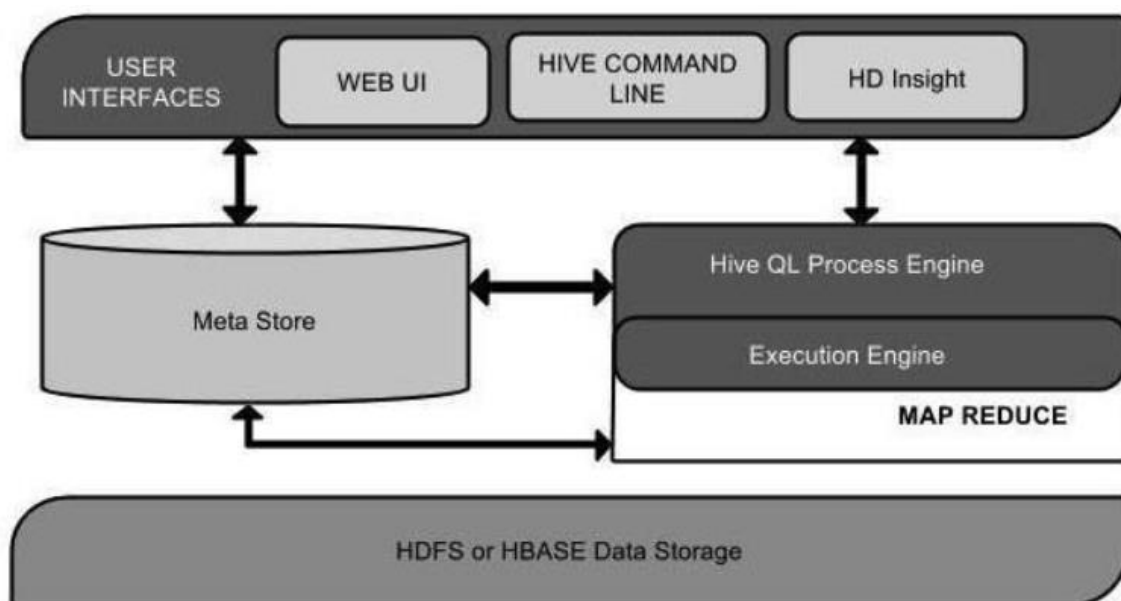 USER
INTERFACES
WEB UI
HIVE COMMAND
LINE
HD Insight
Meta Store
Hive QL Process Engine
Execution Engine
MAP REDUCE
HDFS or HBASE Data Storage